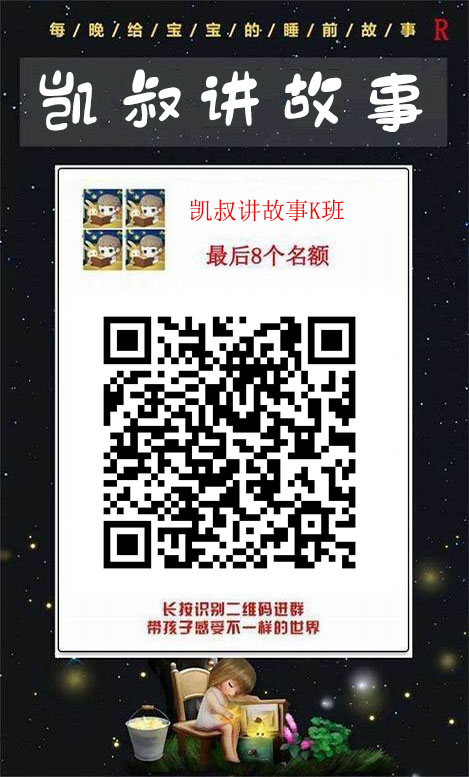 每/晚/给/宝/宝/的/睡/前/故/事 R
凯叔讲故事
凯叔讲故事K班
最后8个名额
长按识别二维码进群
带孩子感受不一样的世界